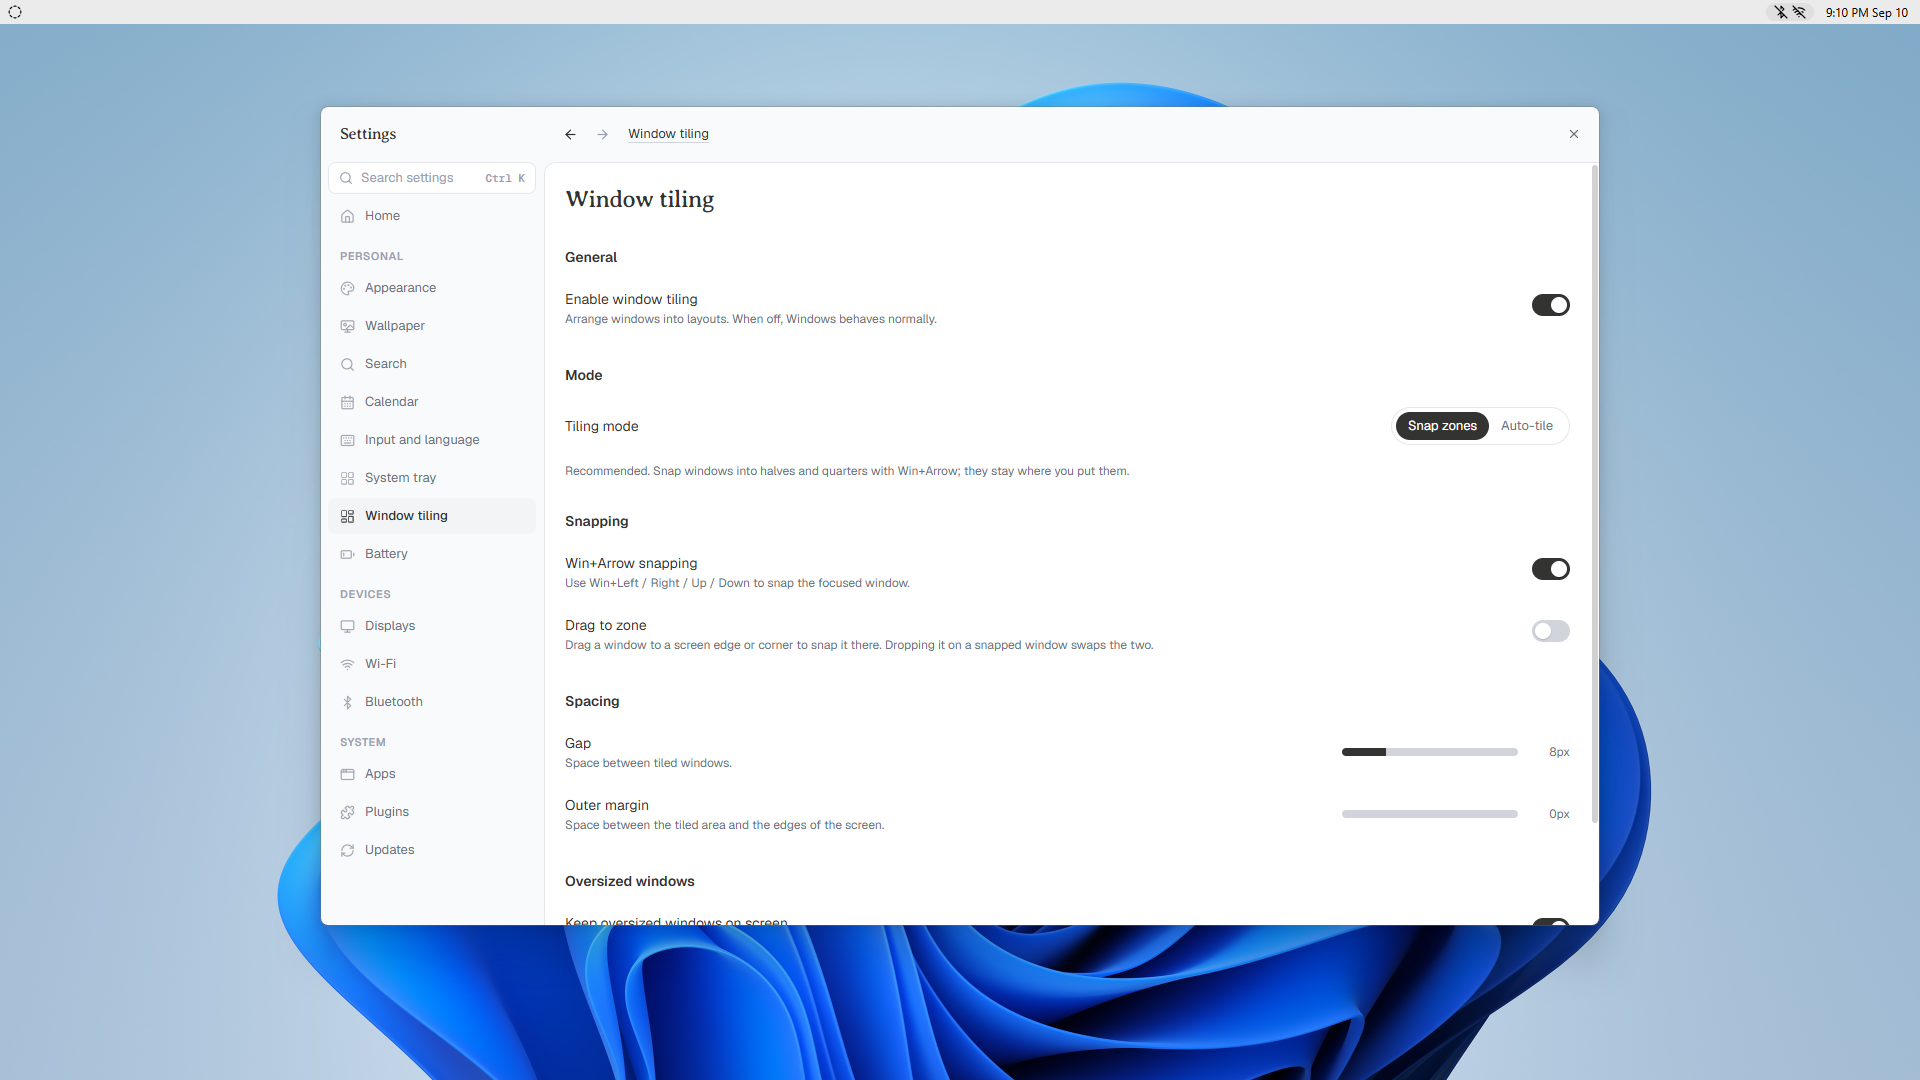 9:10 PM Sep 10
Settings
Window tiling
Search settings Ctrl K
Home
PERSONAL
Appearance
Wallpaper
Search
Calendar
Input and language
System tray
Window tiling
Battery
DEVICES
Displays
Wi-Fi
Bluetooth
SYSTEM
Apps
Plugins
Updates
Window tiling
General
Enable window tiling
Arrange windows into layouts. When off, Windows behaves normally.
Mode
Tiling mode
Snap zones Auto-tile
Recommended. Snap windows into halves and quarters with Win+Arrow; they stay where you put them.
Snapping
Win+Arrow snapping
Use Win+Left / Right / Up / Down to snap the focused window.
Drag to zone
Drag a window to a screen edge or corner to snap it there. Dropping it on a snapped window swaps the two.
Spacing
Gap
Space between tiled windows.
8px
Outer margin
Space between the tiled area and the edges of the screen.
0px
Oversized windows
Keep oversized windows on screen